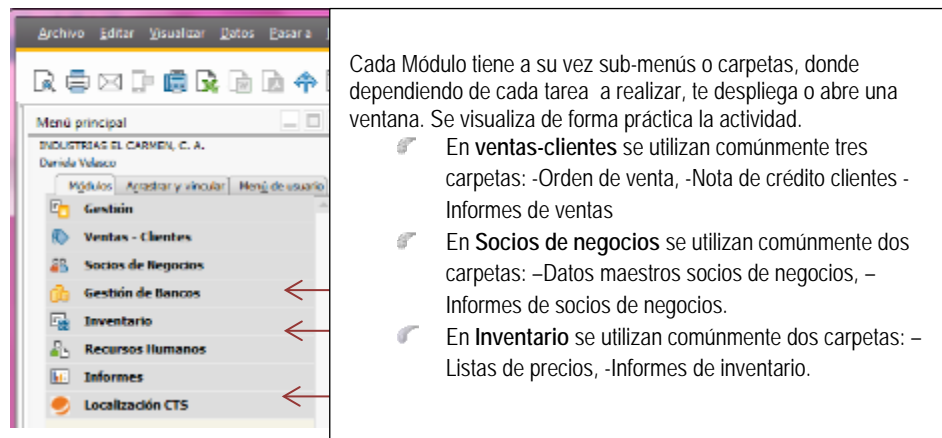 Archivo Editar Visualizar Datos Pasar a
Menú principal
INDUSTRIAS EL CARMEN, C. A.
Daniela Velasco
Módulos Arrastrar y vincular Menú de usuario
Gestión
Ventas - Clientes
Socios de Negocios
Gestión de Bancos
Inventario
Recursos Humanos
Informes
Localización CTS
Cada Módulo tiene a su vez sub-menús o carpetas, donde
dependiendo de cada tarea a realizar, te despliega o abre una
ventana. Se visualiza de forma práctica la actividad.
En ventas-clientes se utilizan comúnmente tres
carpetas: -Orden de venta, -Nota de crédito clientes -
Informes de ventas
En Socios de negocios se utilizan comúnmente dos
carpetas: –Datos maestros socios de negocios, –
Informes de socios de negocios.
En Inventario se utilizan comúnmente dos carpetas: –
Listas de precios, -Informes de inventario.